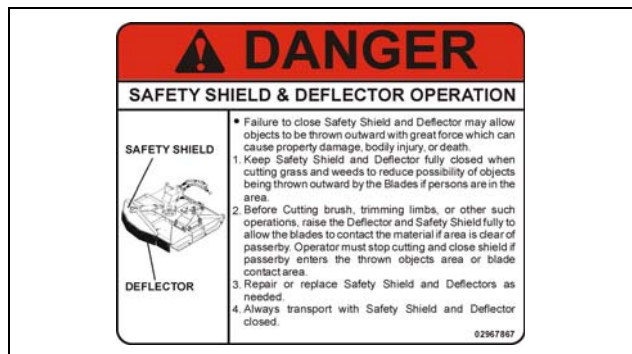 DANGER
SAFETY SHIELD & DEFLECTOR OPERATION
SAFETY SHIELD
DEFLECTOR
• Failure to close Safety Shield and Deflector may allow
objects to be thrown outward with great force which can
cause property damage, bodily injury, or death.
1. Keep Safety Shield and Deflector fully closed when
cutting grass and weeds to reduce possibility of objects
being thrown outward by the Blades if persons are in the
area.
2. Before Cutting brush, trimming limbs, or other such
operations, raise the Deflector and Safety Shield fully to
allow the blades to contact the material if area is clear of
passerby. Operator must stop cutting and close shield if
passerby enters the thrown objects area or blade
contact area.
3. Repair or replace Safety Shield and Deflectors as
needed.
4. Always transport with Safety Shield and Deflector
closed.
02967867